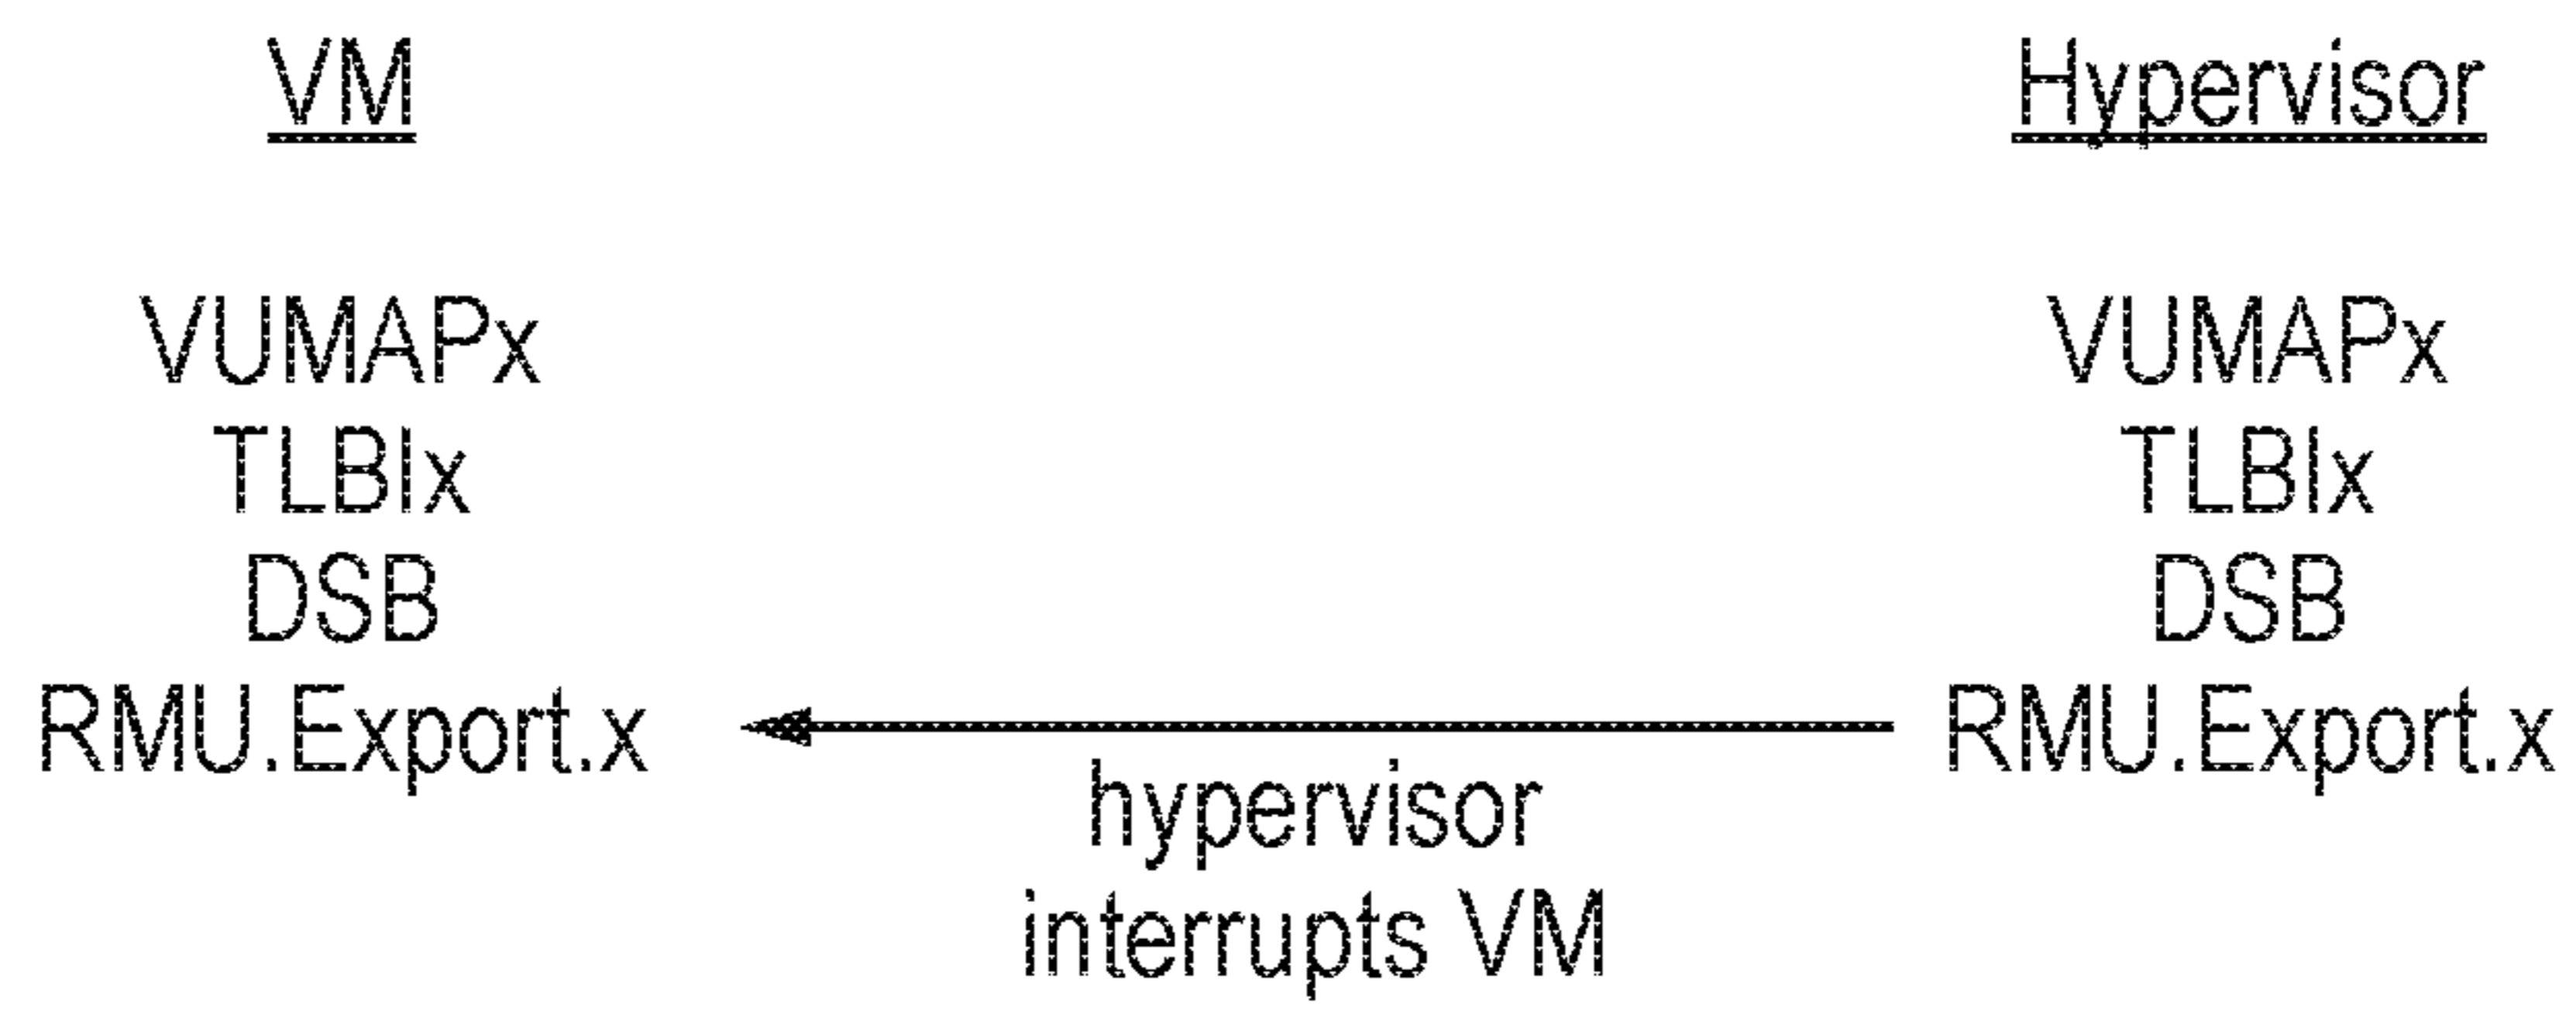 VM
Hypervisor
VUMAPx
VUMAPx
TLBIx
TLBIx
DSB
DSB
RMU.Export.x
RMU.Export.x
hypervisor
interrupts VM